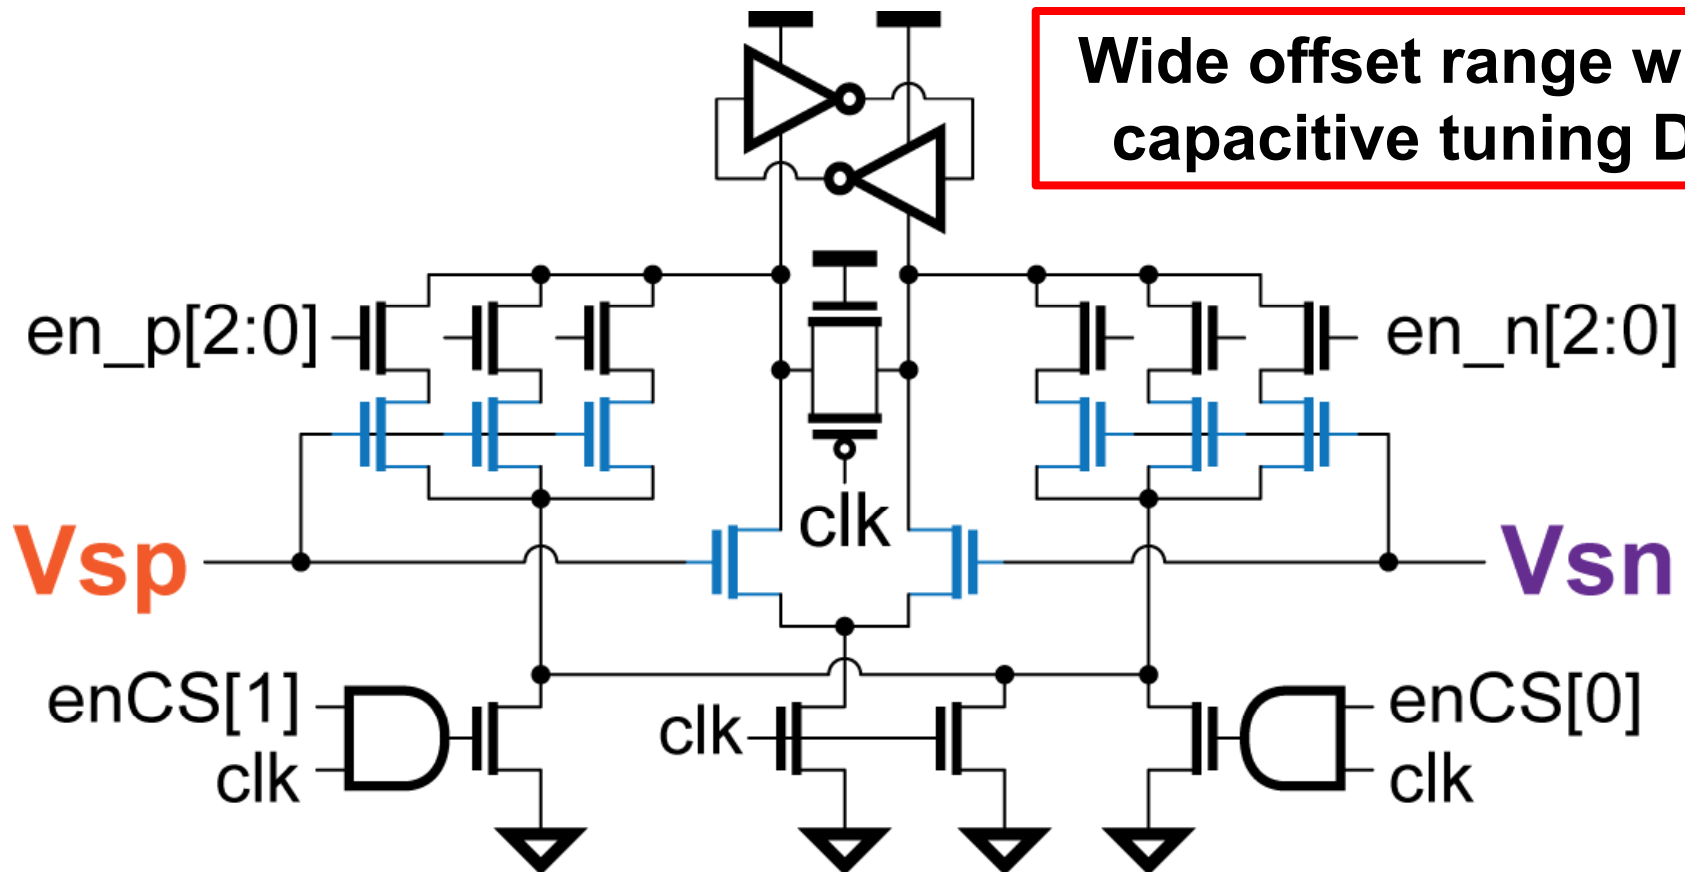 Wide offset range w
capacitive tuning D
en_p[2:0]
en_n[2:0]
clk
Vsp
Vsn
enCS[1]
clk
clk
enCS[0]
clk